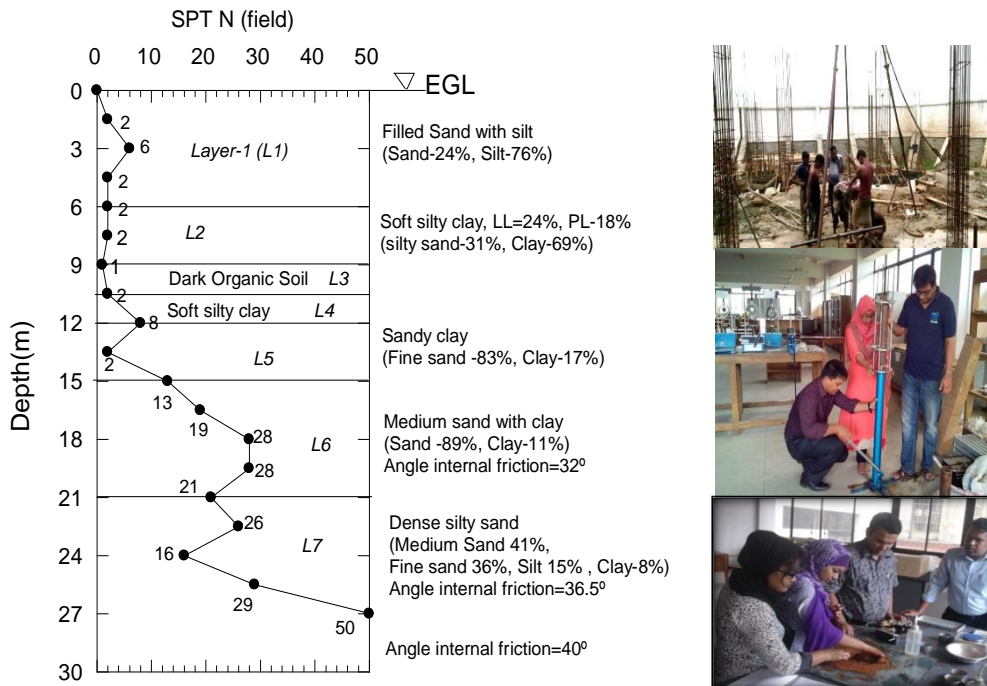 SPT N (field)
0 10 20 30 40 50
EGL
Depth(m)
0
3
6
9
12
15
18
21
24
27
30
2
6
2
2
2
1
2
8
2
13
19
28
28
21
26
16
29
50
Layer-1 (L1)
L2
Dark Organic Soil L3
Soft silty clay L4
L5
L6
L7
Filled Sand with silt
(Sand-24%, Silt-76%)
Soft silty clay, LL=24%, PL-18%
(silty sand-31%, Clay-69%)
Sandy clay
(Fine sand -83%, Clay-17%)
Medium sand with clay
(Sand -89%, Clay-11%)
Angle internal friction=32º
Dense silty sand
(Medium Sand 41%,
Fine sand 36%, Silt 15% , Clay-8%)
Angle internal friction=36.5º
Angle internal friction=40º